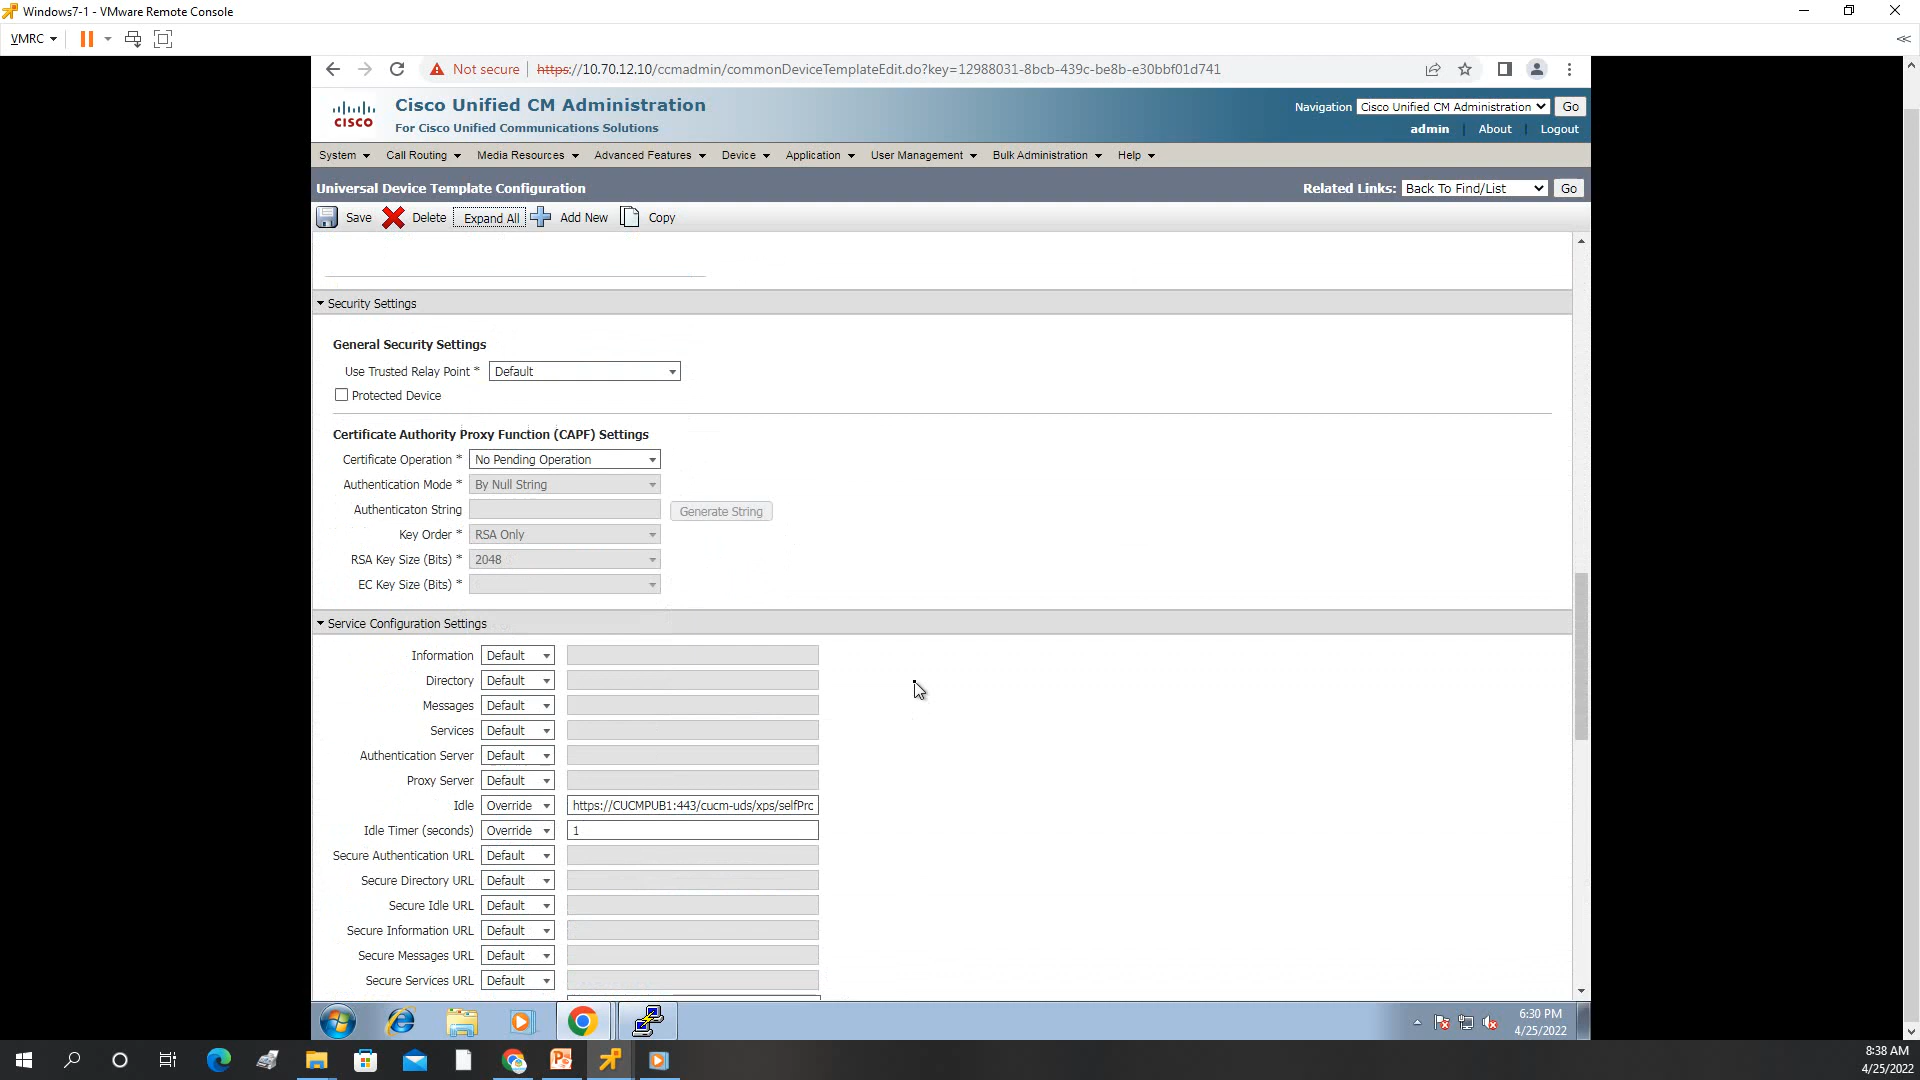 Windows7-1 - VMware Remote Console
VMRC
Not secure
https://10.70.12.10/ccmadmin/commonDeviceTemplateEdit.do?key=12988031-8bcb-439c-be8b-e30bbf01d741
CISCO
Cisco Unified CM Administration
For Cisco Unified Communications Solutions
Navigation Cisco Unified CM Administration Go
admin About Logout
System Call Routing Media Resources Advanced Features Device Application User Management Bulk Administration Help
Universal Device Template Configuration
Related Links: Back To Find/List Go
Save Delete Expand All Add New Copy
Security Settings
General Security Settings
Use Trusted Relay Point * Default
Protected Device
Certificate Authority Proxy Function (CAPF) Settings
Certificate Operation * No Pending Operation
Authentication Mode * By Null String
Authenticaton String Generate String
Key Order * RSA Only
RSA Key Size (Bits) * 2048
EC Key Size (Bits) *
Service Configuration Settings
Information Default
Directory Default
Messages Default
Services Default
Authentication Server Default
Proxy Server Default
Idle Override https://CUCMPUB1:443/cucm-uds/xps/selfPro
Idle Timer (seconds) Override 1
Secure Authentication URL Default
Secure Directory URL Default
Secure Idle URL Default
Secure Information URL Default
Secure Messages URL Default
Secure Services URL Default
6:30 PM
4/25/2022
8:38 AM
4/25/2022